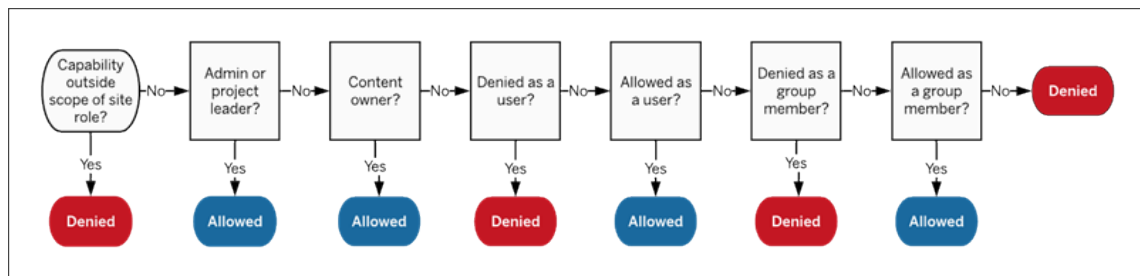 Capability
outside
scope of site
role?
No
Admin or
project
leader?
No
Content
owner?
No
Denied as
a user?
No
Allowed as
a user?
No
Denied as a
group
member?
No
Allowed as
a group
member?
No
Denied
Yes
Yes
Yes
Yes
Yes
Yes
Yes
Denied
Allowed
Allowed
Denied
Allowed
Denied
Allowed